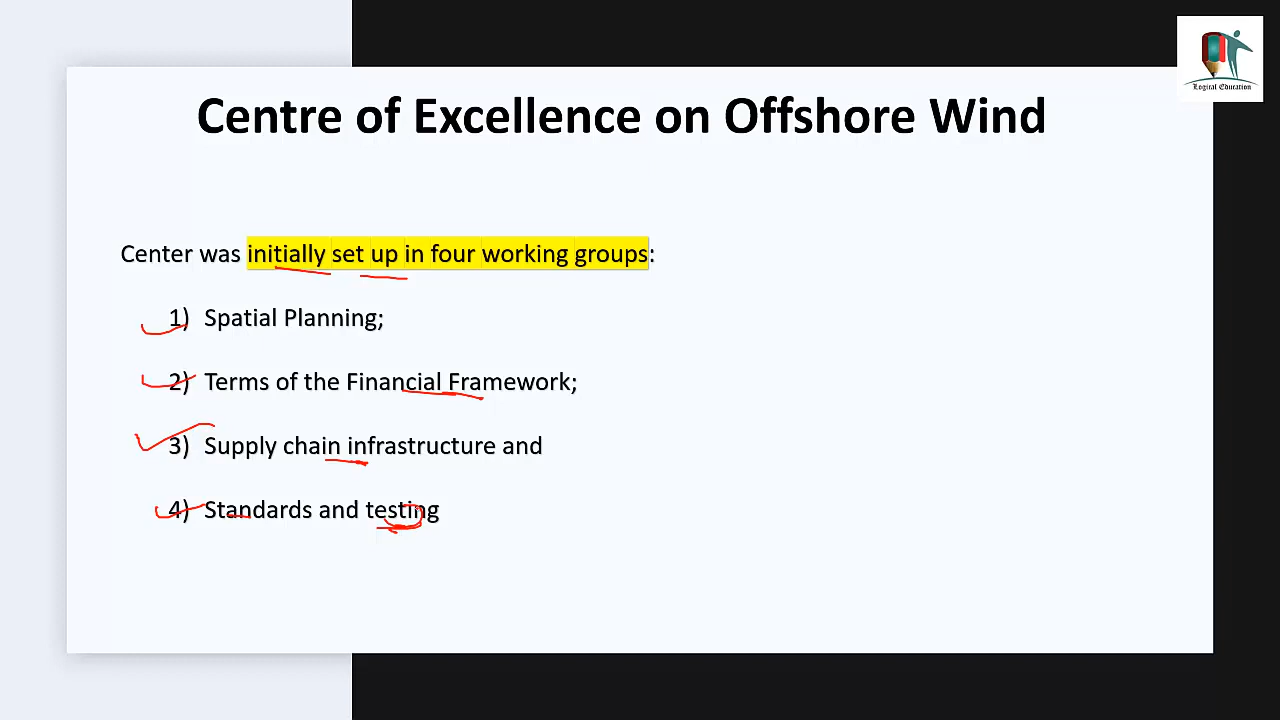 Logical Education
Centre of Excellence on Offshore Wind
Center was initially set up in four working groups:
1) Spatial Planning;
2) Terms of the Financial Framework;
3) Supply chain infrastructure and
4) Standards and testing